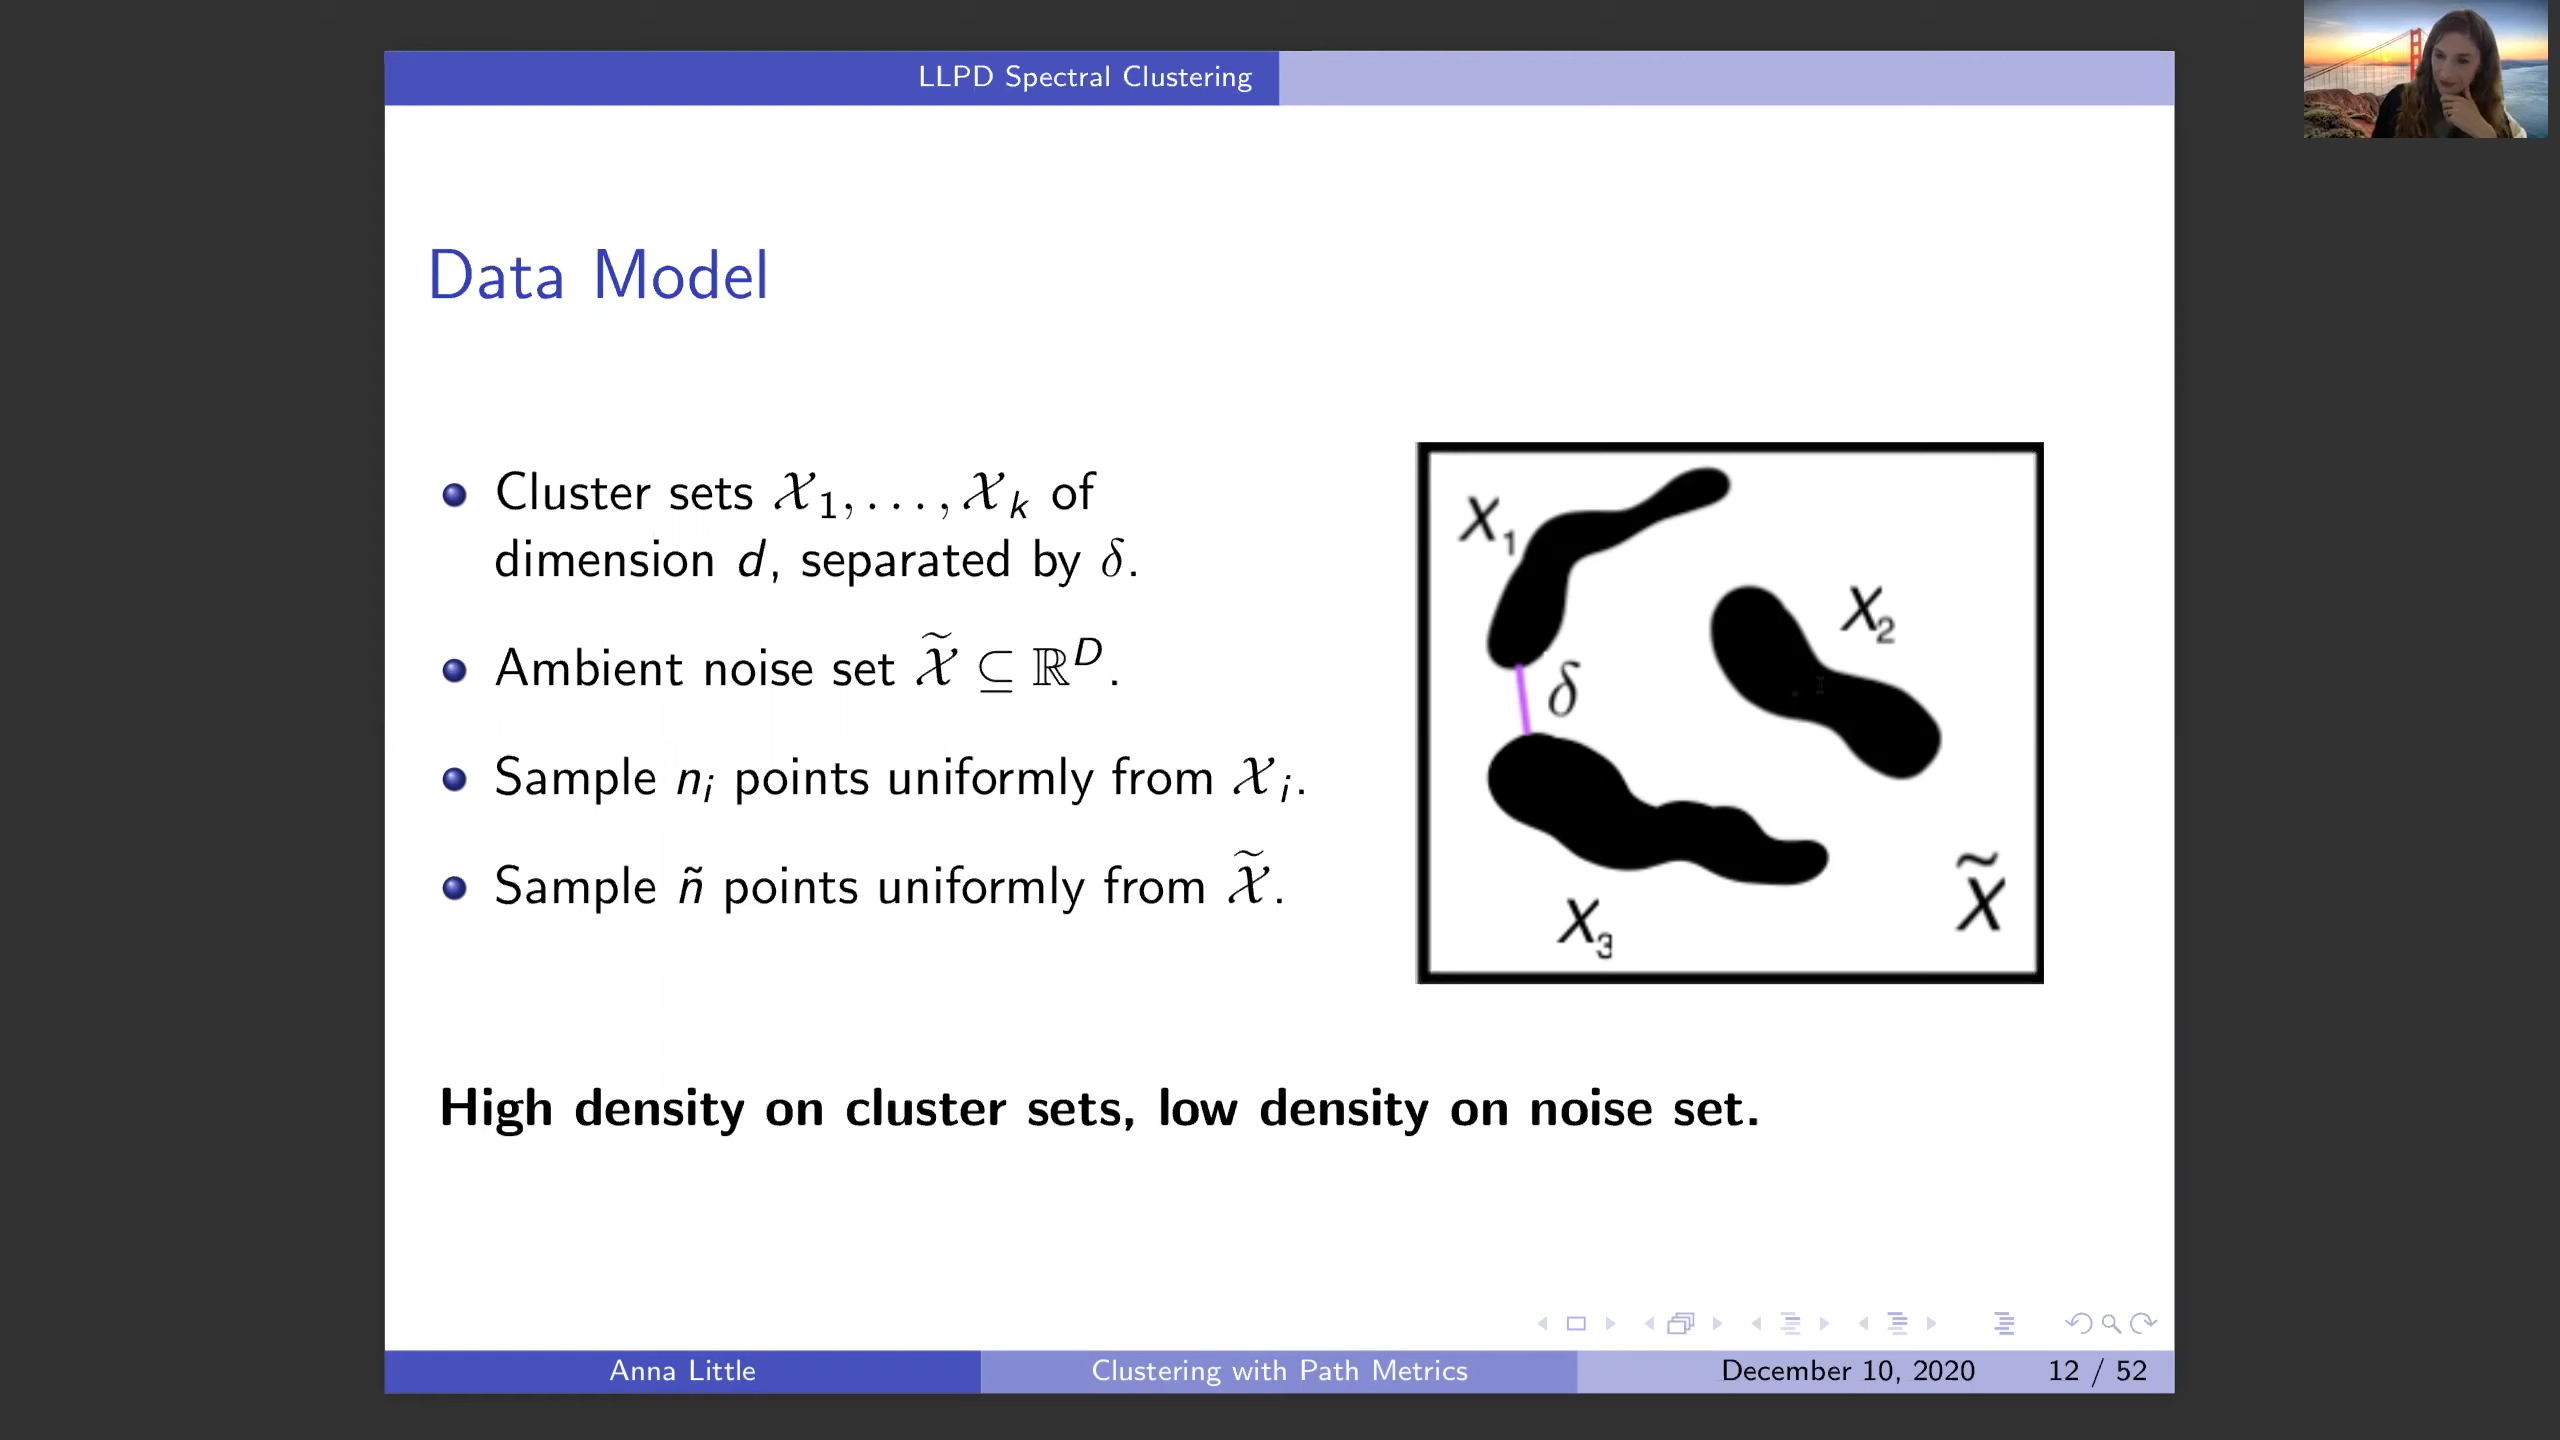 LLPD Spectral Clustering
Data Model
Cluster sets 𝒳₁, . . . , 𝒳ₖ of
dimension d, separated by δ.
Ambient noise set 𝒳̃ ⊆ ℝᴰ.
Sample nᵢ points uniformly from 𝒳ᵢ.
Sample ñ points uniformly from 𝒳̃.
X₁
X₂
δ
X₃
X̃
High density on cluster sets, low density on noise set.
Anna Little
Clustering with Path Metrics
December 10, 2020
12 / 52